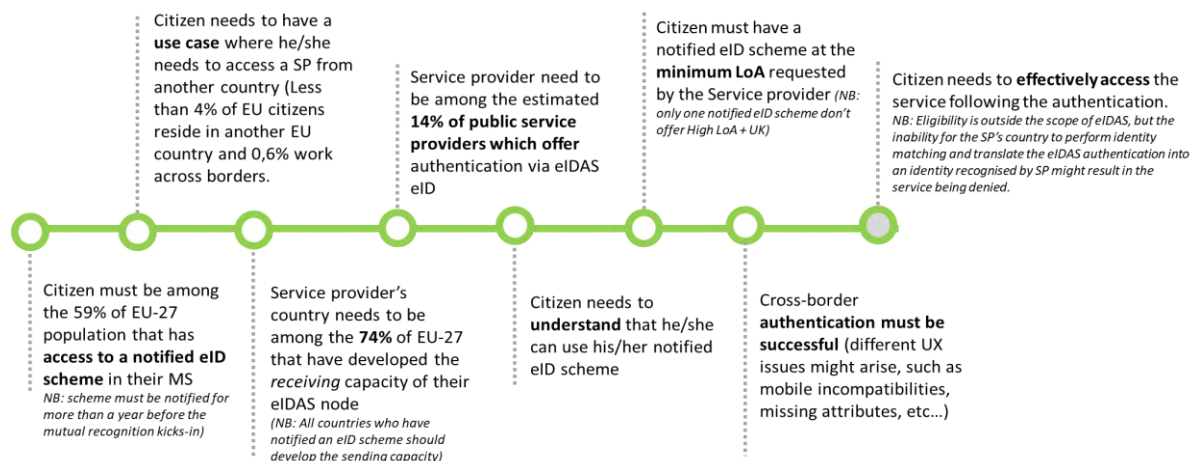 Citizen must be among
the 59% of EU-27
population that has
access to a notified eID
scheme in their MS
NB: scheme must be notified for
more than a year before the
mutual recognition kicks-in)
Citizen needs to have a
use case where he/she
needs to access a SP from
another country (Less
than 4% of EU citizens
reside in another EU
country and 0,6% work
across borders.
Service provider's
country needs to be
among the 74% of EU-27
that have developed the
receiving capacity of their
eIDAS node
(NB: All countries who have
notified an eID scheme should
develop the sending capacity)
Service provider need to
be among the estimated
14% of public service
providers which offer
authentication via eIDAS
eID
Citizen needs to
understand that he/she
can use his/her notified
eID scheme
Citizen must have a
notified eID scheme at the
minimum LoA requested
by the Service provider (NB:
only one notified eID scheme don't
offer High LoA + UK)
Cross-border
authentication must be
successful (different UX
issues might arise, such as
mobile incompatibilities,
missing attributes, etc…)
Citizen needs to effectively access the
service following the authentication.
NB: Eligibility is outside the scope of eIDAS, but the
inability for the SP's country to perform identity
matching and translate the eIDAS authentication into
an identity recognised by SP might result in the
service being denied.